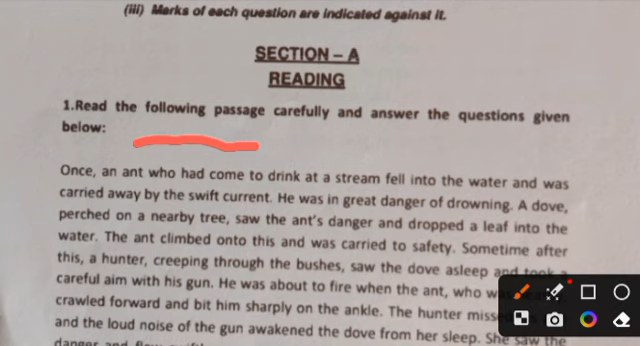 (iii) Marks of each question are indicated against it.
SECTION – A
READING
1.Read the following passage carefully and answer the questions given
below:
Once, an ant who had come to drink at a stream fell into the water and was
carried away by the swift current. He was in great danger of drowning. A dove,
perched on a nearby tree, saw the ant's danger and dropped a leaf into the
water. The ant climbed onto this and was carried to safety. Sometime after
this, a hunter, creeping through the bushes, saw the dove asleep and took a
careful aim with his gun. He was about to fire when the ant, who
crawled forward and bit him sharply on the ankle. The hunter
and the loud noise of the gun awakened the dove from her sleep. She saw the
danger and